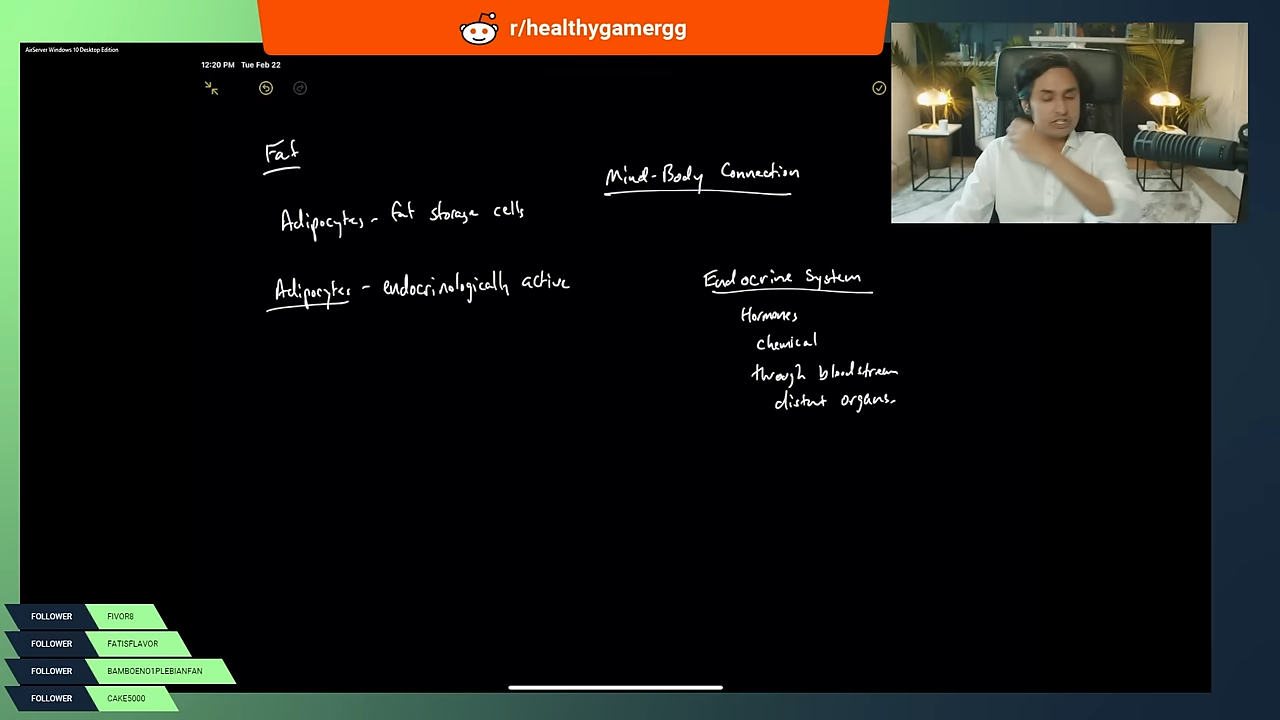 r/healthygamergg
AirServer Windows 10 Desktop Edition
12:20 PM Tue Feb 22
Fat
Mind-Body Connection
Adipocytes - fat storage cells
Adipocytes - endocrinologically active
Endocrine System
Hormones
chemical
through bloodstream
distant organs.
FOLLOWER FIVOR8
FOLLOWER FATISFLAVOR
FOLLOWER BAMBOENO1PLEBIANFAN
FOLLOWER CAKE5000